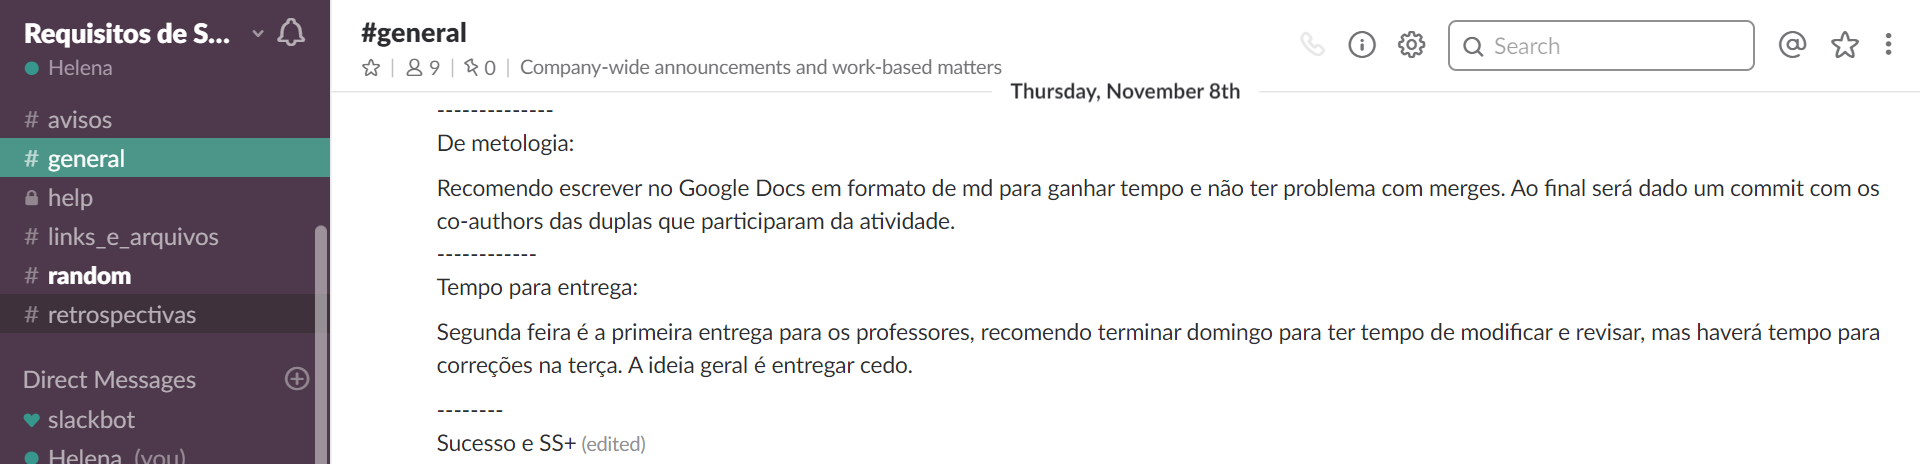 Requisitos de S...
Helena
# avisos
# general
help
# links_e_arquivos
# random
# retrospectivas
Direct Messages
slackbot
Helena (you)
#general
9 | 0 | Company-wide announcements and work-based matters
Search
Thursday, November 8th
--------------
De metologia:
Recomendo escrever no Google Docs em formato de md para ganhar tempo e não ter problema com merges. Ao final será dado um commit com os
co-authors das duplas que participaram da atividade.
------------
Tempo para entrega:
Segunda feira é a primeira entrega para os professores, recomendo terminar domingo para ter tempo de modificar e revisar, mas haverá tempo para
correções na terça. A ideia geral é entregar cedo.
--------
Sucesso e SS+ (edited)